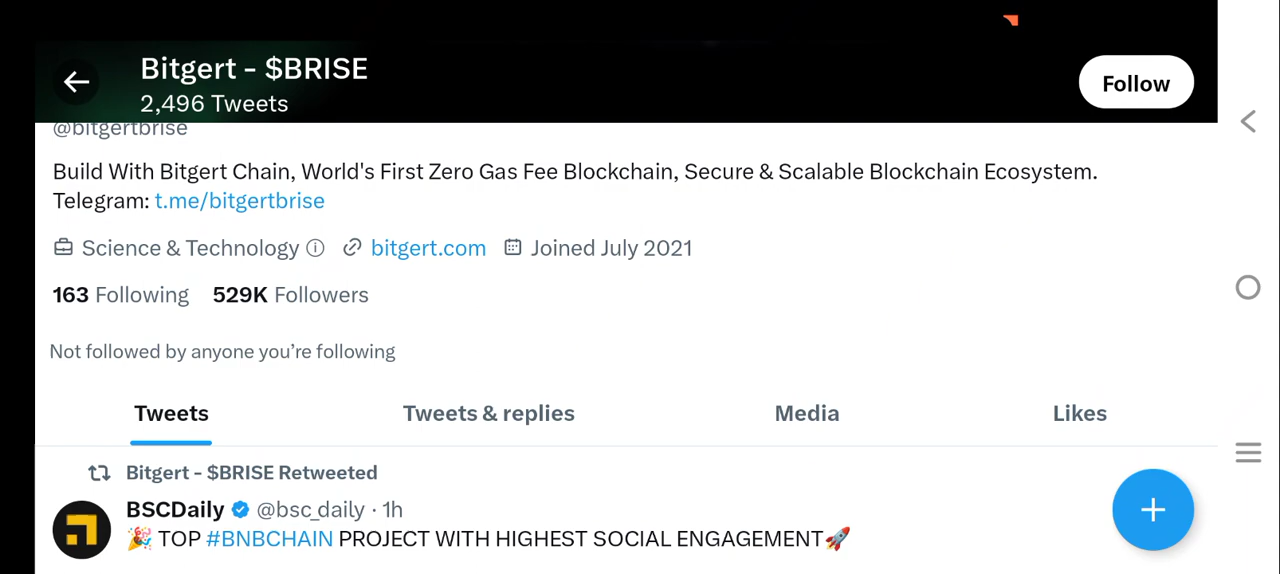 Bitgert - $BRISE
2,496 Tweets
Follow
@bitgertbrise
Build With Bitgert Chain, World's First Zero Gas Fee Blockchain, Secure & Scalable Blockchain Ecosystem.
Telegram: t.me/bitgertbrise
Science & Technology bitgert.com Joined July 2021
163 Following 529K Followers
Not followed by anyone you're following
Tweets Tweets & replies Media Likes
Bitgert - $BRISE Retweeted
BSCDaily @bsc_daily · 1h
🎉 TOP #BNBCHAIN PROJECT WITH HIGHEST SOCIAL ENGAGEMENT🚀